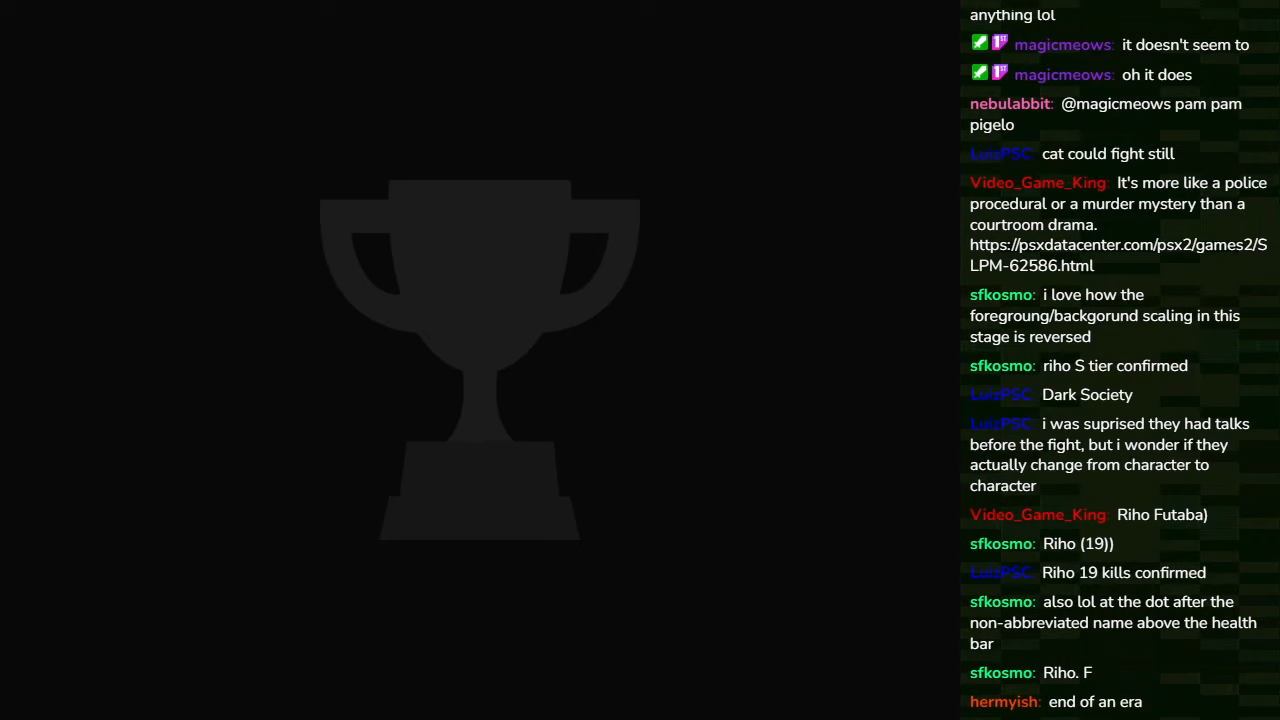 anything lol
magicmeows: it doesn't seem to
magicmeows: oh it does
nebulabbit: @magicmeows pam pam
pigelo
LuizPSC: cat could fight still
Video_Game_King: It's more like a police
procedural or a murder mystery than a
courtroom drama.
https://psxdatacenter.com/psx2/games2/S
LPM-62586.html
sfkosmo: i love how the
foregroung/backgorund scaling in this
stage is reversed
sfkosmo: riho S tier confirmed
LuizPSC: Dark Society
LuizPSC: i was suprised they had talks
before the fight, but i wonder if they
actually change from character to
character
Video_Game_King: Riho Futaba)
sfkosmo: Riho (19))
LuizPSC: Riho 19 kills confirmed
sfkosmo: also lol at the dot after the
non-abbreviated name above the health
bar
sfkosmo: Riho. F
hermyish: end of an era